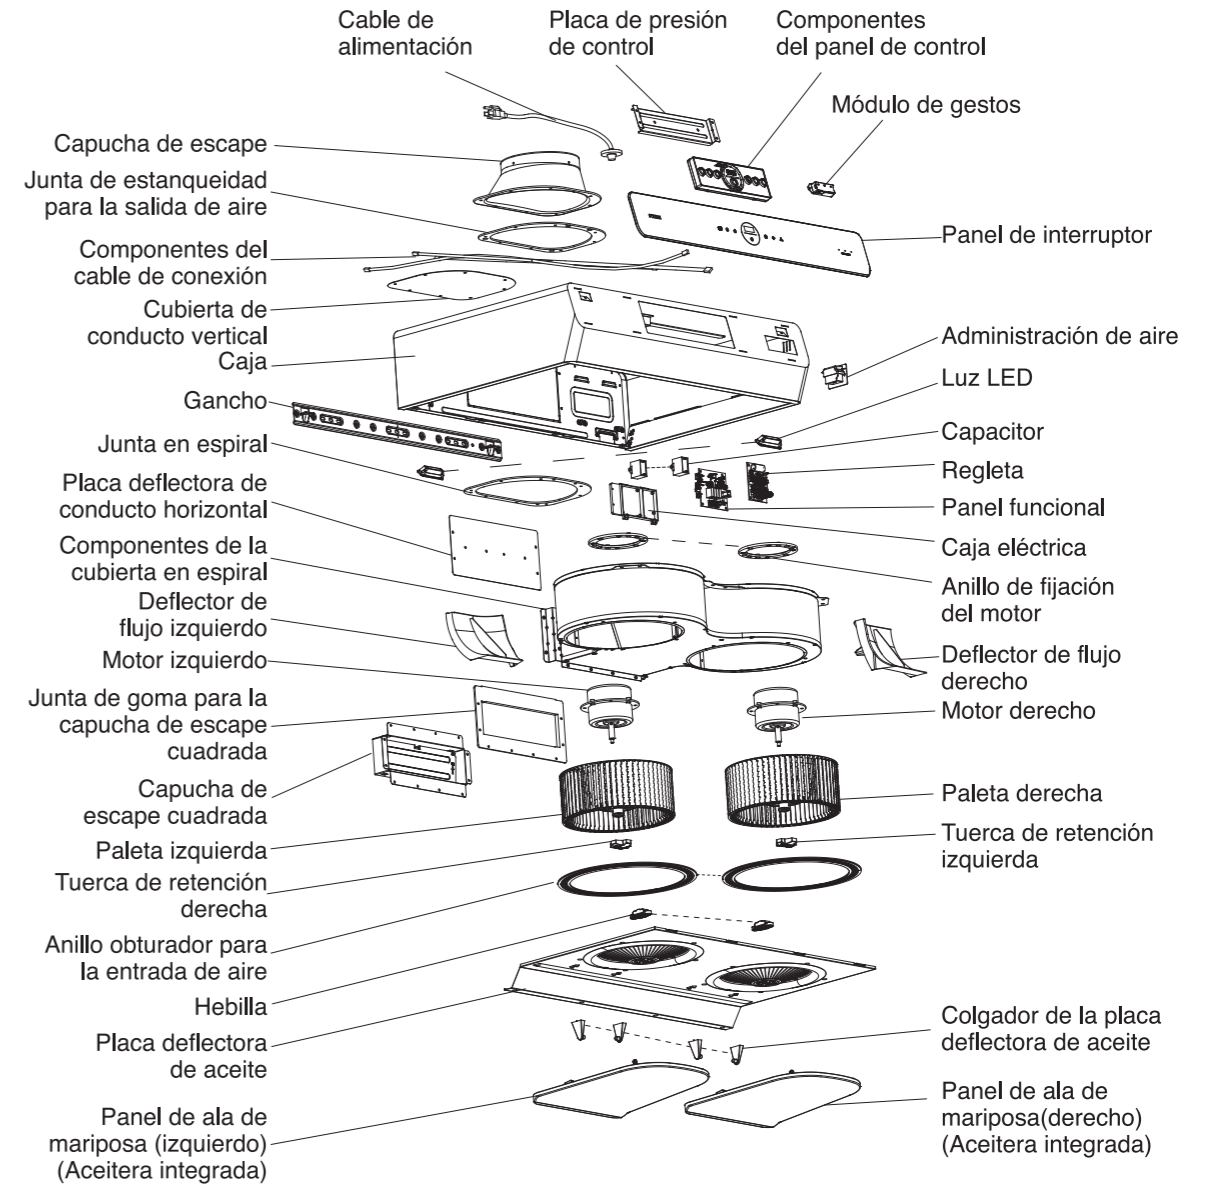 Cable de
alimentación
Placa de presión
de control
Componentes
del panel de control
Módulo de gestos
Capucha de escape
Junta de estanqueidad
para la salida de aire
Componentes del
cable de conexión
Cubierta de
conducto vertical
Caja
Gancho
Junta en espiral
Placa deflectora de
conducto horizontal
Componentes de la
cubierta en espiral
Deflector de
flujo izquierdo
Motor izquierdo
Junta de goma para la
capucha de escape
cuadrada
Capucha de
escape cuadrada
Paleta izquierda
Tuerca de retención
derecha
Anillo obturador para
la entrada de aire
Hebilla
Placa deflectora
de aceite
Panel de ala de
mariposa (izquierdo)
(Aceitera integrada)
Panel de interruptor
Administración de aire
Luz LED
Capacitor
Regleta
Panel funcional
Caja eléctrica
Anillo de fijación
del motor
Deflector de flujo
derecho
Motor derecho
Paleta derecha
Tuerca de retención
izquierda
Colgador de la placa
deflectora de aceite
Panel de ala de
mariposa(derecho)
(Aceitera integrada)